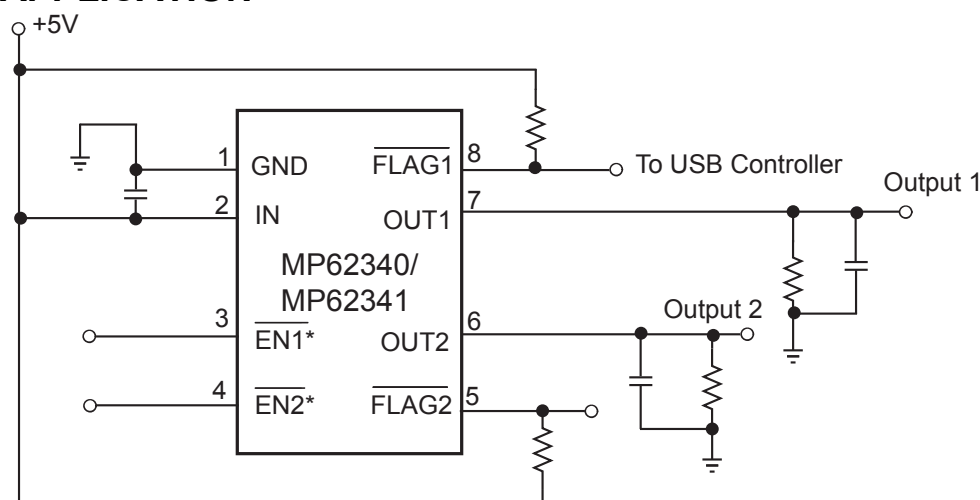 +5V
1
GND
FLAG1
8
To USB Controller
Output 1
2
IN
OUT1
7
MP62340/
MP62341
Output 2
3
EN1*
OUT2
6
4
EN2*
FLAG2
5